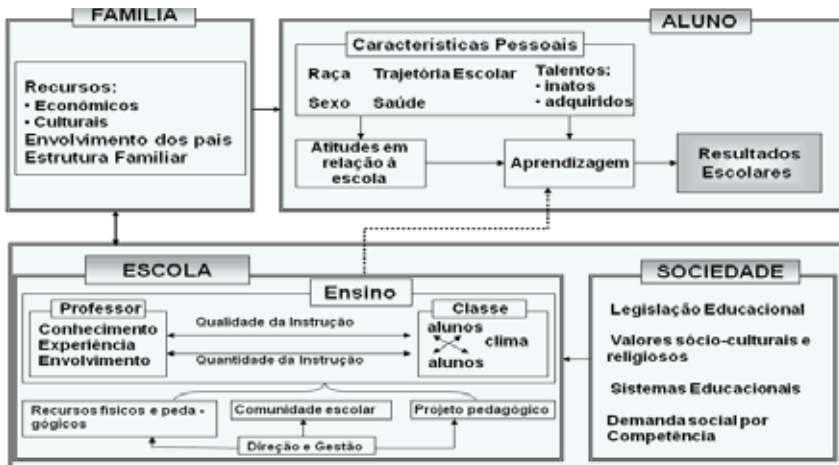 FAMÍLIA
Recursos:
• Econômicos
• Culturais
Envolvimento dos pais
Estrutura Familiar
ALUNO
Características Pessoais
Raça
Trajetória Escolar
Talentos:
• inatos
• adquiridos
Sexo
Saúde
Atitudes em
relação à
escola
Aprendizagem
Resultados
Escolares
ESCOLA
Ensino
Professor
Conhecimento
Experiência
Envolvimento
Qualidade da Instrução
Quantidade da Instrução
Classe
alunos
clima
alunos
Recursos físicos e peda -
gógicos
Comunidade escolar
Projeto pedagógico
Direção e Gestão
SOCIEDADE
Legislação Educacional
Valores sócio-culturais e
religiosos
Sistemas Educacionais
Demanda social por
Competência